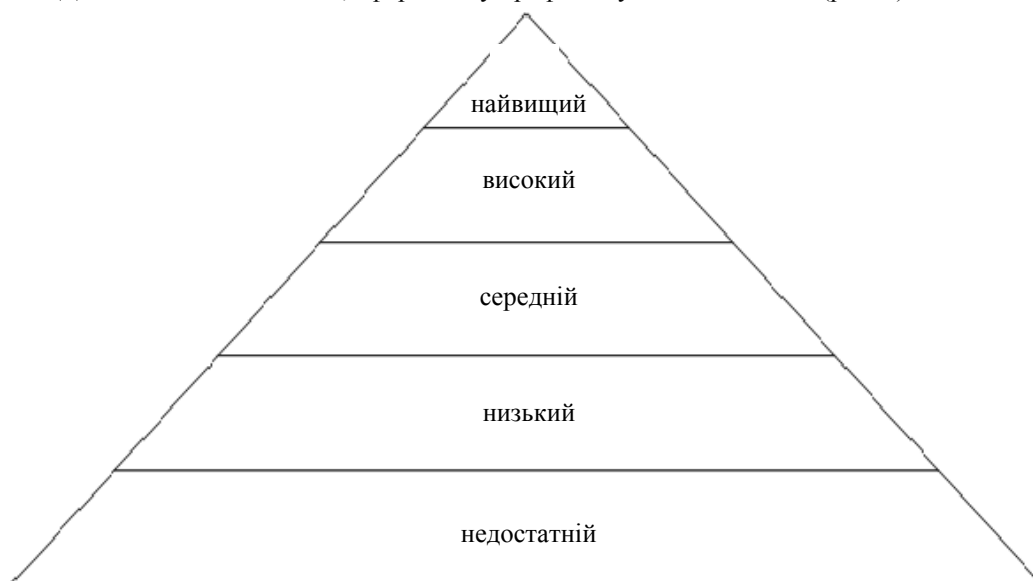 найвищий
високий
середній
низький
недостатній